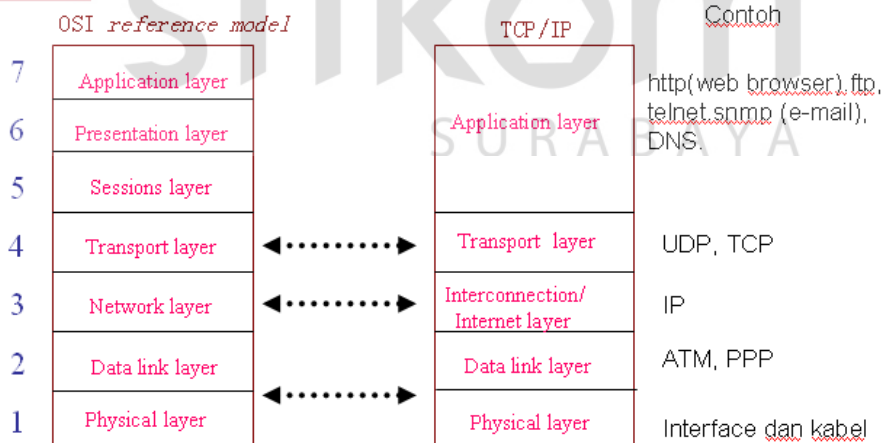 OSI reference model
TCP/IP
Contoh
7
Application layer
6
Presentation layer
5
Sessions layer
4
Transport layer
3
Network layer
2
Data link layer
1
Physical layer
Application layer
Transport layer
Interconnection/
Internet layer
Data link layer
Physical layer
http(web browser),ftp,
telnet.snmp (e-mail),
DNS.
UDP, TCP
IP
ATM, PPP
Interface dan kabel
stikom
SURABAYA